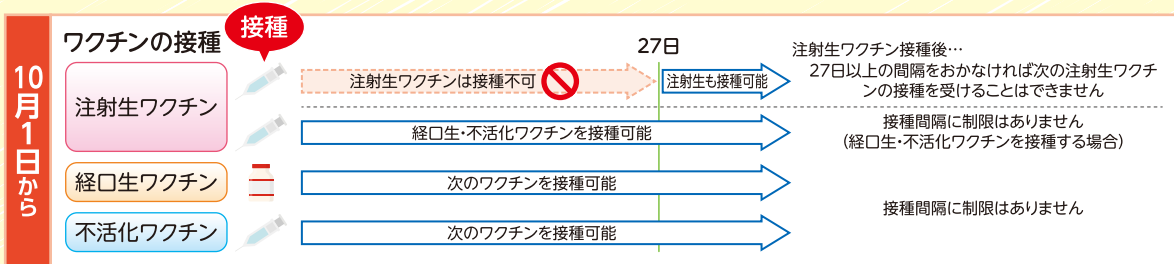 10月1日から
ワクチンの接種
接種
27日
注射生ワクチン
注射生ワクチンは接種不可
注射生も接種可能
注射生ワクチン接種後…
27日以上の間隔をおかなければ次の注射生ワクチ
ンの接種を受けることはできません
経口生・不活化ワクチンを接種可能
接種間隔に制限はありません
(経口生・不活化ワクチンを接種する場合)
経口生ワクチン
次のワクチンを接種可能
接種間隔に制限はありません
不活化ワクチン
次のワクチンを接種可能